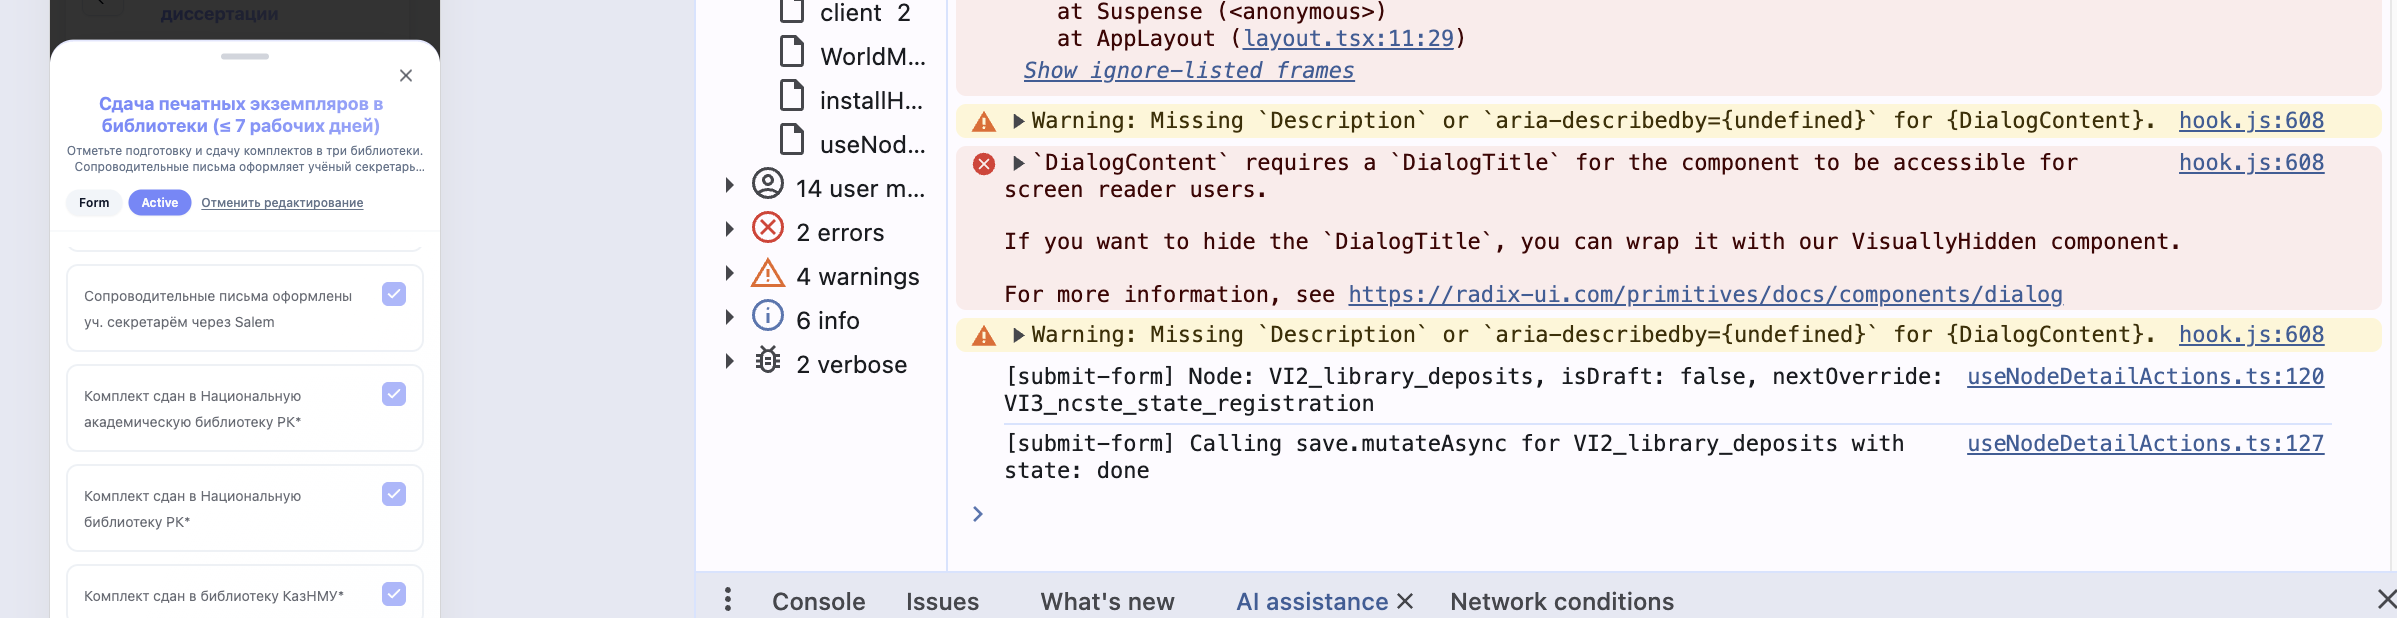 диссертации
Сдача печатных экземпляров в
библиотеки (≤ 7 рабочих дней)
Отметьте подготовку и сдачу комплектов в три библиотеки.
Сопроводительные письма оформляет учёный секретарь...
Form
Active
Отменить редактирование
Сопроводительные письма оформлены
уч. секретарём через Salem
Комплект сдан в Национальную
академическую библиотеку РК*
Комплект сдан в Национальную
библиотеку РК*
Комплект сдан в библиотеку КазНМУ*
client 2
WorldM...
installH...
useNod...
14 user m...
2 errors
4 warnings
6 info
2 verbose
at Suspense (<anonymous>)
at AppLayout (layout.tsx:11:29)
Show ignore-listed frames
Warning: Missing `Description` or `aria-describedby={undefined}` for {DialogContent}. hook.js:608
`DialogContent` requires a `DialogTitle` for the component to be accessible for hook.js:608
screen reader users.
If you want to hide the `DialogTitle`, you can wrap it with our VisuallyHidden component.
For more information, see https://radix-ui.com/primitives/docs/components/dialog
Warning: Missing `Description` or `aria-describedby={undefined}` for {DialogContent}. hook.js:608
[submit-form] Node: VI2_library_deposits, isDraft: false, nextOverride: useNodeDetailActions.ts:120
VI3_ncste_state_registration
[submit-form] Calling save.mutateAsync for VI2_library_deposits with useNodeDetailActions.ts:127
state: done
Console
Issues
What's new
AI assistance
Network conditions